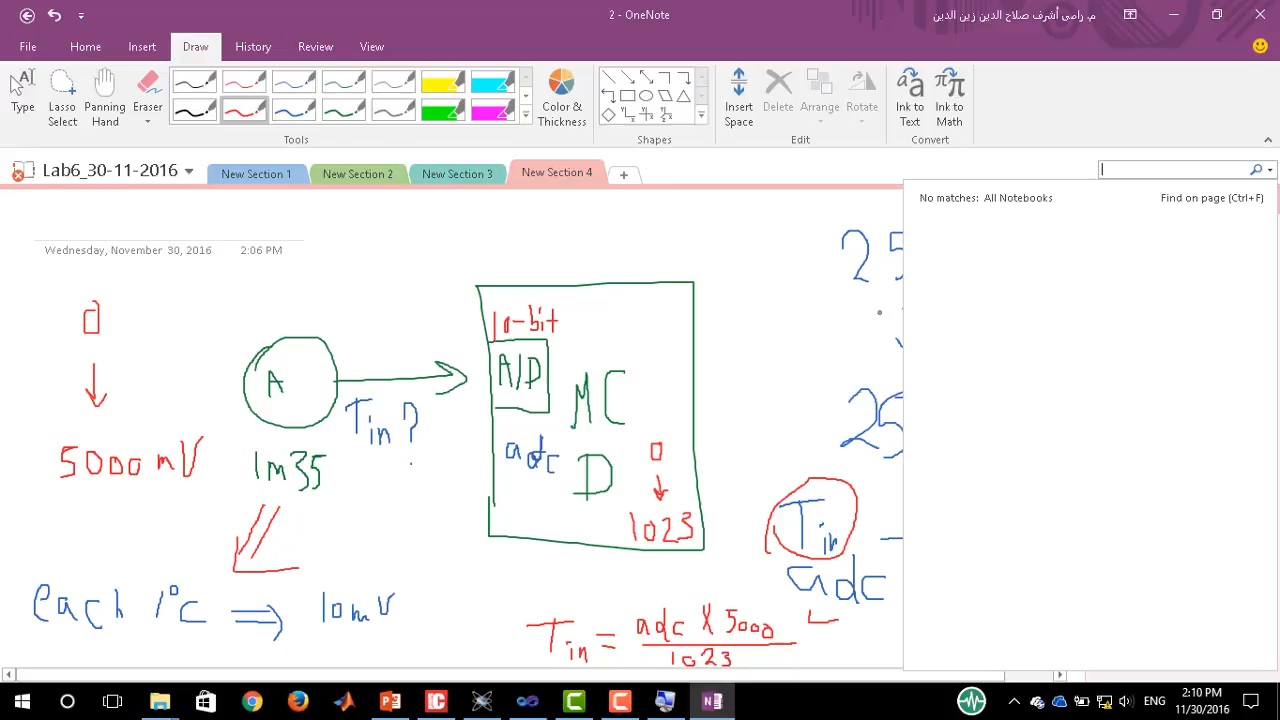 2 - OneNote
م. رامى أشرف صلاح الدين زين الدين
File Home Insert Draw History Review View
Type
Lasso Select
Panning Hand
Eraser
Color & Thickness
Insert Space
Delete
Arrange
Rotate
Ink to Text
Ink to Math
Tools
Shapes
Edit
Convert
Lab6_30-11-2016
New Section 1
New Section 2
New Section 3
New Section 4
No matches: All Notebooks
Find on page (Ctrl+F)
Wednesday, November 30, 2016 2:06 PM
0
5000 mV
A
lm35
Tin ?
10-bit
A/D
MC
adc
D
0
1023
25
Tin
adc
each 1°C ⇒ 10mV
Tin = adc X 5000
1023
ENG
2:10 PM
11/30/2016